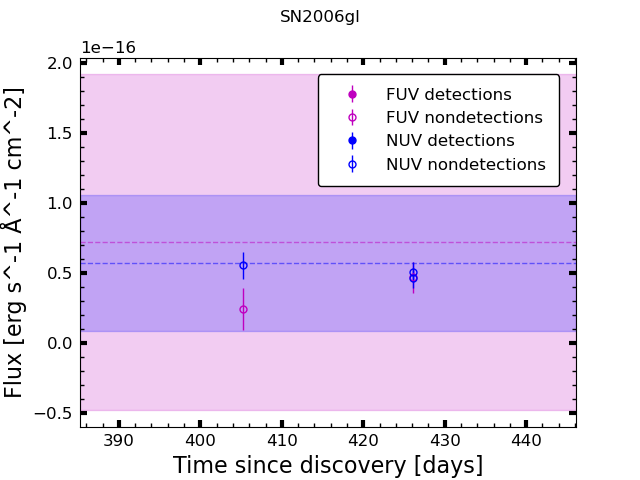 SN2006gl
1e−16
2.0
1.5
1.0
0.5
0.0
−0.5
Flux [erg s^-1 Å^-1 cm^-2]
FUV detections
FUV nondetections
NUV detections
NUV nondetections
390 400 410 420 430 440
Time since discovery [days]